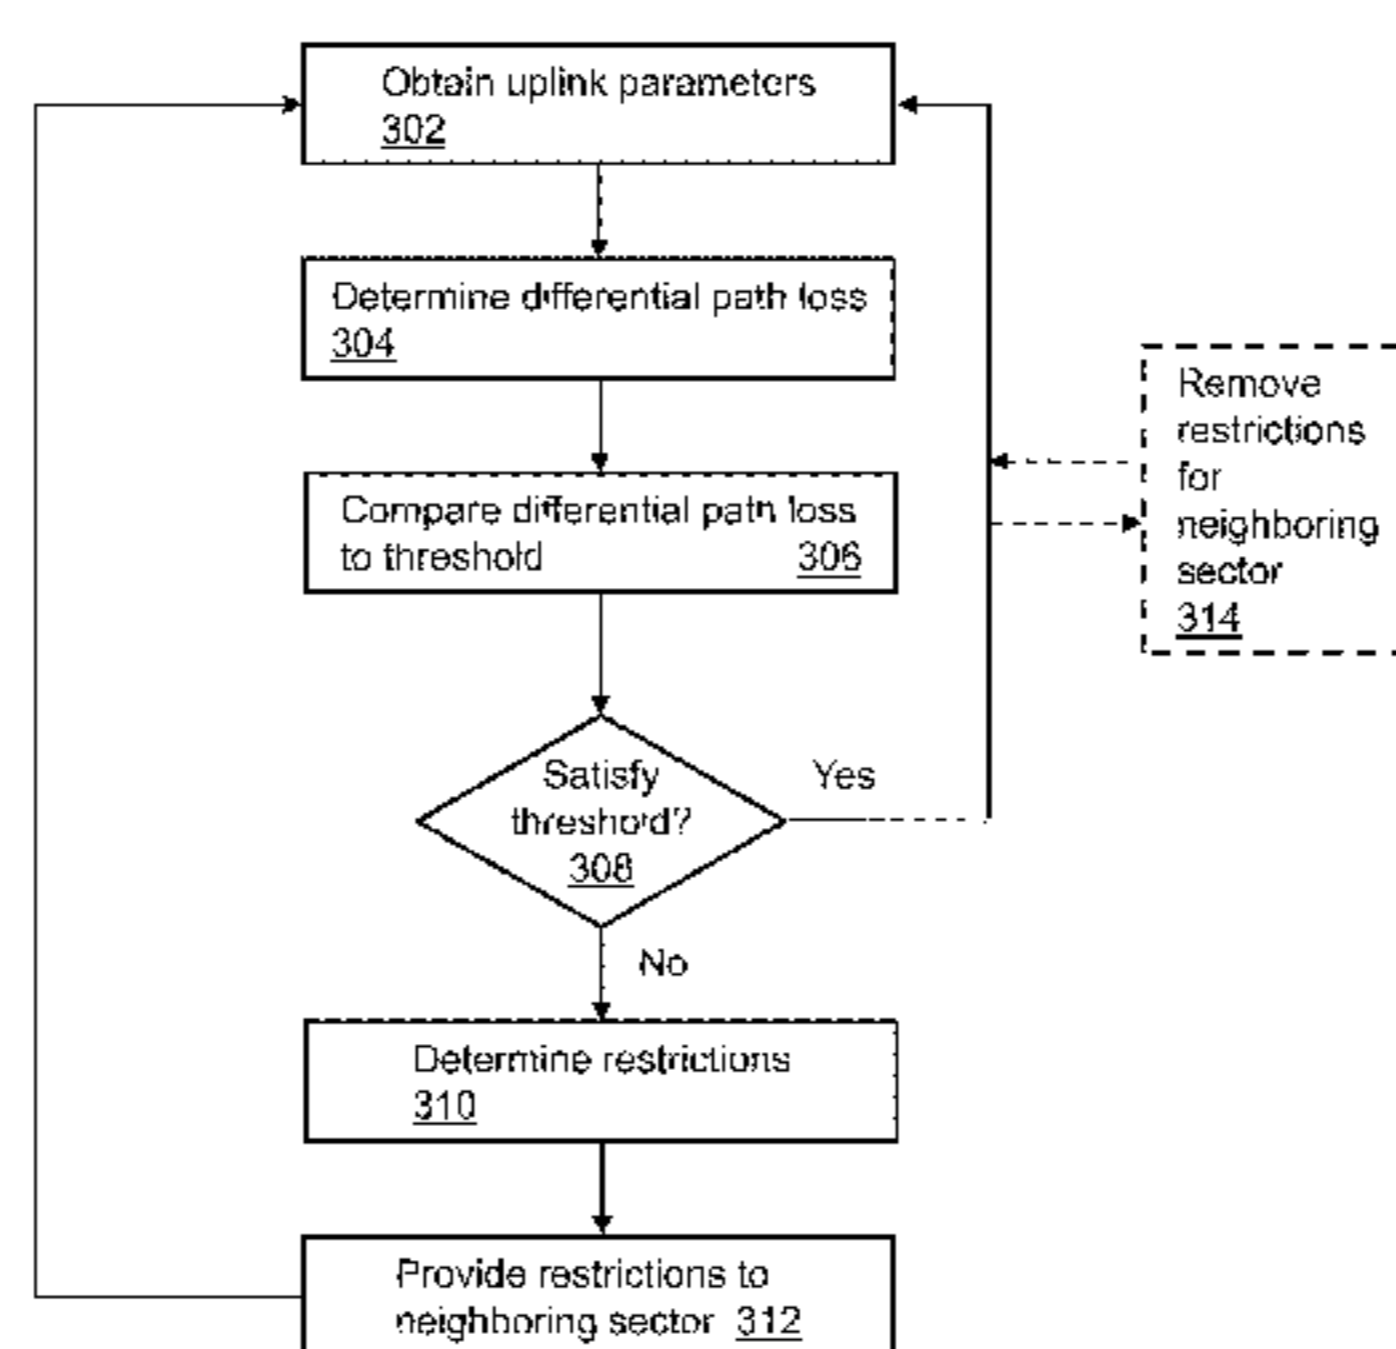 Obtain uplink parameters
302
Determine differential path loss
304
Compare differential path loss
to threshold 306
Satisfy
threshold?
308
Yes
No
Determine restrictions
310
Provide restrictions to
neighboring sector 312
Remove
restrictions
for
neighboring
sector
314